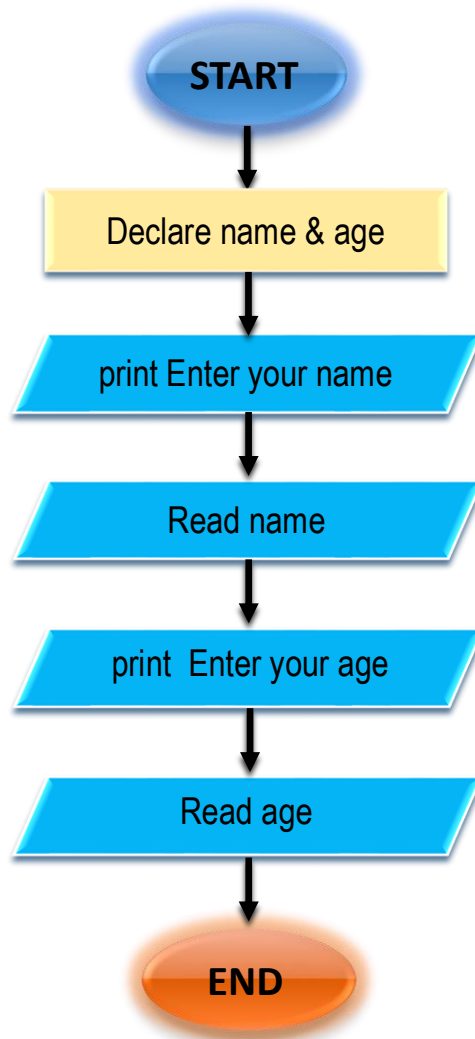 START
Declare name & age
print Enter your name
Read name
print  Enter your age
Read age
END